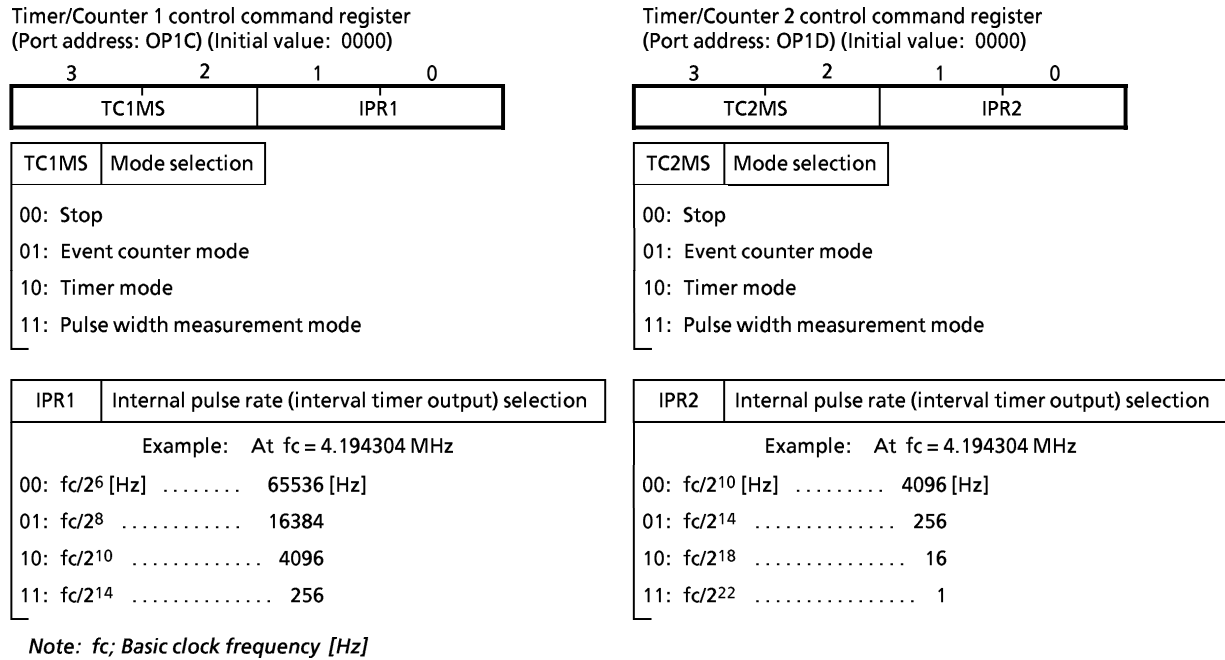 Timer/Counter 1 control command register
(Port address: OP1C) (Initial value: 0000)
3 2 1 0
TC1MS IPR1
TC1MS Mode selection
00: Stop
01: Event counter mode
10: Timer mode
11: Pulse width measurement mode
IPR1 Internal pulse rate (interval timer output) selection
Example: At fc = 4.194304 MHz
00: fc/2⁶ [Hz] ........ 65536 [Hz]
01: fc/2⁸ ............ 16384
10: fc/2¹⁰ ............. 4096
11: fc/2¹⁴ .............. 256
Note: fc; Basic clock frequency [Hz]
Timer/Counter 2 control command register
(Port address: OP1D) (Initial value: 0000)
3 2 1 0
TC2MS IPR2
TC2MS Mode selection
00: Stop
01: Event counter mode
10: Timer mode
11: Pulse width measurement mode
IPR2 Internal pulse rate (interval timer output) selection
Example: At fc = 4.194304 MHz
00: fc/2¹⁰ [Hz] ......... 4096 [Hz]
01: fc/2¹⁴ .............. 256
10: fc/2¹⁸ ............... 16
11: fc/2²² ................ 1